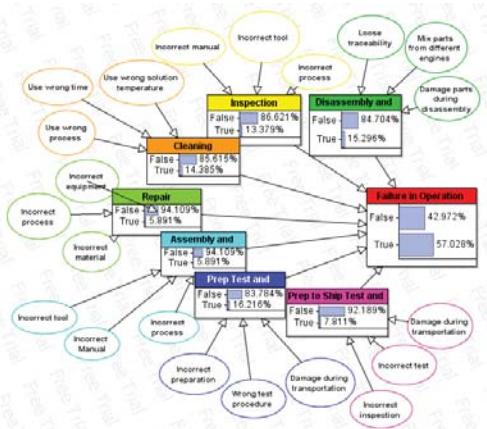 Incorrect manual
Incorrect tool
Loose
traceability
Mix parts
from different
engines
Use wrong time
Use wrong solution
temperature
Incorrect
process
Damage parts
during
disassembly
Inspection
False 86.621%
True 13.379%
Disassembly and
False 84.704%
True 15.296%
Use wrong
process
Cleaning
False 85.615%
True 14.385%
Incorrect
equipment
Repair
False 94.109%
True 5.891%
Failure in Operation
False 42.972%
True 57.028%
Incorrect
process
Incorrect
material
Assembly and
False 94.109%
True 5.891%
Prep Test and
False 83.784%
True 16.216%
Prep to Ship Test and
False 92.189%
True 7.811%
Incorrect tool
Incorrect
Manual
Incorrect
process
Damage during
transportation
Incorrect
preparation
Wrong test
procedure
Damage during
transportation
Incorrect test
Incorrect
inspection
Free Trial